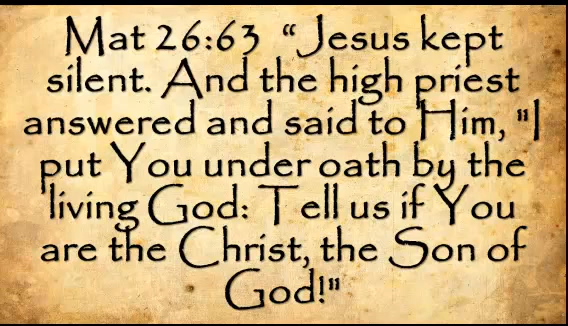 Mat 26:63 “Jesus kept
silent. And the high priest
answered and said to Him, "I
put You under oath by the
living God: Tell us if You
are the Christ, the Son of
God!"